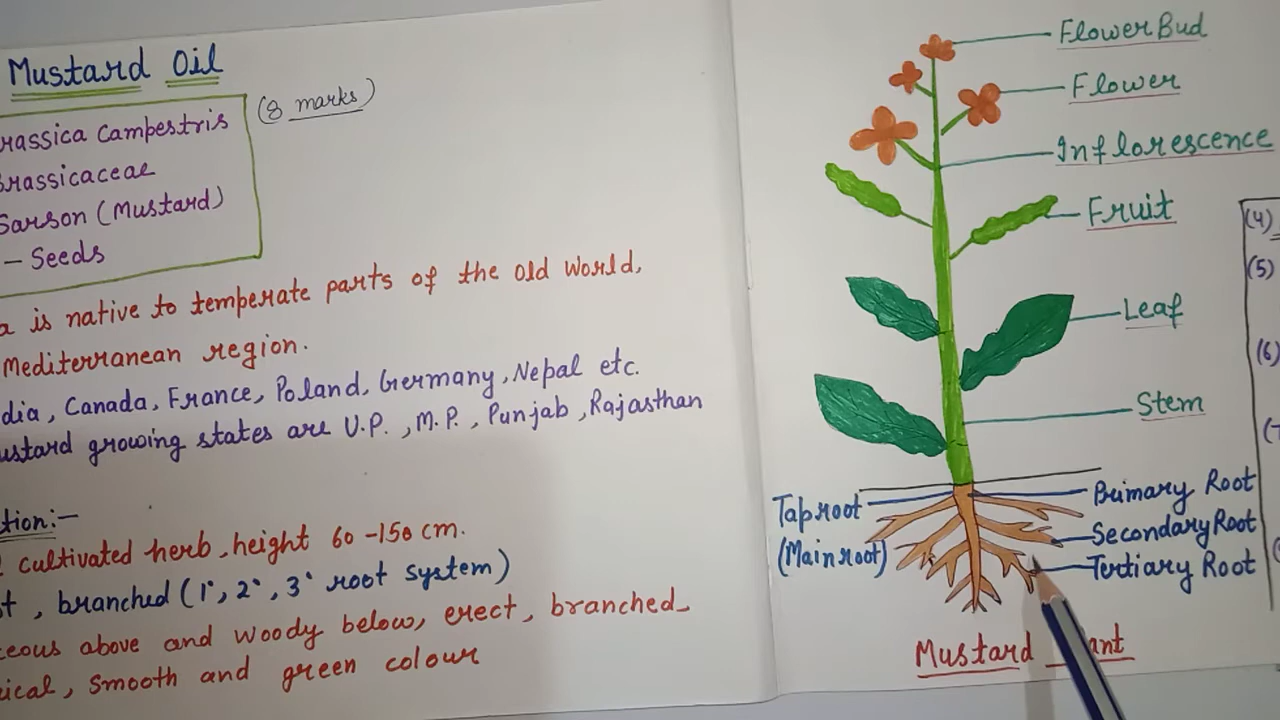 Mustard Oil
(8 marks)
rassica Campestris
Brassicaceae
Sarson (Mustard)
– Seeds
a is native to temperate parts of the old world,
Mediterranean region.
dia, Canada, France, Poland, Germany, Nepal etc.
ustard growing states are U.P., M.P., Punjab, Rajasthan
tion:-
cultivated herb, height 60 -150 cm.
t, branched (1°, 2°, 3° root system)
ceous above and woody below, erect, branched
ical, smooth and green colour
Flower Bud
Flower
Inflorescence
Fruit
Leaf
Stem
Taproot
(Main root)
Primary Root
Secondary Root
Tertiary Root
Mustard ant
(4)
(5)
(6)